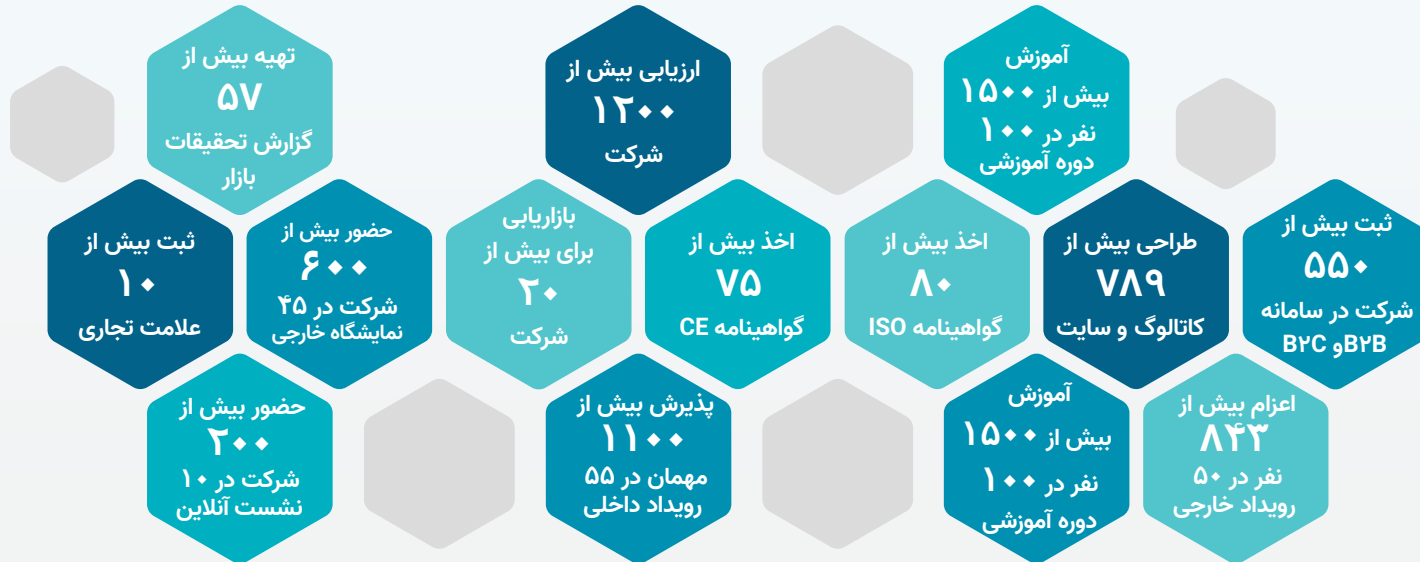 آموزش
بیش از ۱۵۰۰
نفر در ۱۰۰
دوره آموزشی
ارزیابی بیش از
۱۲۰۰
شرکت
تهیه بیش از
۵۷
گزارش تحقیقات
بازار
ثبت بیش از
۵۵۰
شرکت در سامانه
B۲Bو B۲C
طراحی بیش از
۷۸۹
کاتالوگ و سایت
اخذ بیش از
۸۰
گواهینامه ISO
اخذ بیش از
۷۵
گواهینامه CE
بازاریابی
برای بیش از
۲۰
شرکت
حضور بیش از
۶۰۰
شرکت در ۴۵
نمایشگاه خارجی
ثبت بیش از
۱۰
علامت تجاری
اعزام بیش از
۸۴۳
نفر در ۵۰
رویداد خارجی
آموزش
بیش از ۱۵۰۰
نفر در ۱۰۰
دوره آموزشی
پذیرش بیش از
۱۱۰۰
مهمان در ۵۵
رویداد داخلی
حضور بیش از
۲۰۰
شرکت در ۱۰
نشست آنلاین